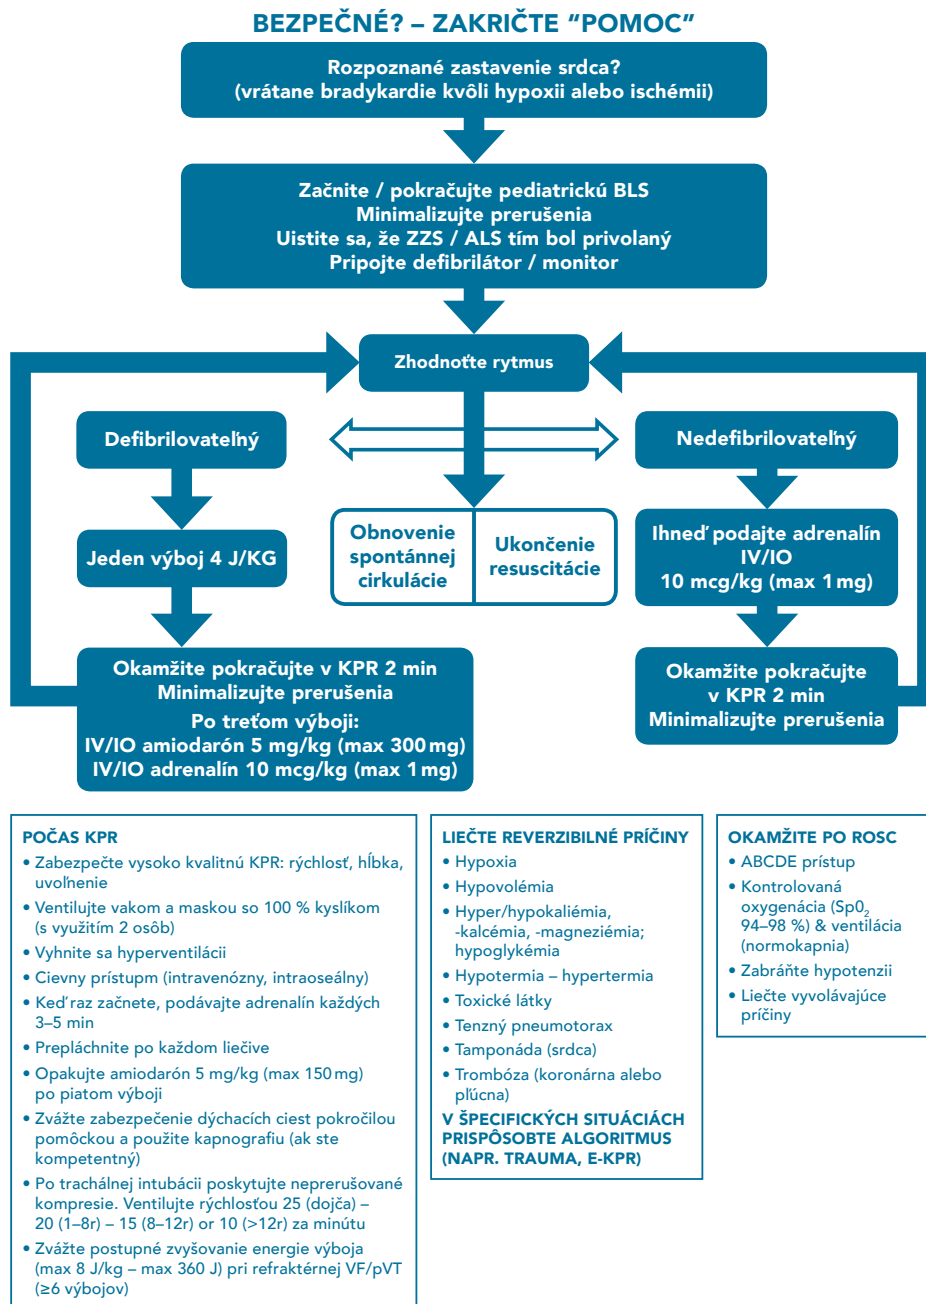 BEZPEČNÉ? – ZAKRIČTE "POMOC"
Rozpoznané zastavenie srdca?
(vrátane bradykardie kvôli hypoxii alebo ischémii)
Začnite / pokračujte pediatrickú BLS
Minimalizujte prerušenia
Uistite sa, že ZZS / ALS tím bol privolaný
Pripojte defibrilátor / monitor
Zhodnoťte rytmus
Defibrilovateľný
Nedefibrilovateľný
Jeden výboj 4 J/KG
Obnovenie
spontánnej
cirkulácie
Ukončenie
resuscitácie
Ihneď podajte adrenalín
IV/IO
10 mcg/kg (max 1 mg)
Okamžite pokračujte v KPR 2 min
Minimalizujte prerušenia
Po treťom výboji:
IV/IO amiodarón 5 mg/kg (max 300 mg)
IV/IO adrenalín 10 mcg/kg (max 1 mg)
Okamžite pokračujte
v KPR 2 min
Minimalizujte prerušenia
POČAS KPR
• Zabezpečte vysoko kvalitnú KPR: rýchlosť, hĺbka,
uvoľnenie
• Ventilujte vakom a maskou so 100 % kyslíkom
(s využitím 2 osôb)
• Vyhnite sa hyperventilácii
• Cievny prístupm (intravenózny, intraoseálny)
• Keď raz začnete, podávajte adrenalín každých
3–5 min
• Prepláchnite po každom liečive
• Opakujte amiodarón 5 mg/kg (max 150 mg)
po piatom výboji
• Zvážte zabezpečenie dýchacích ciest pokročilou
pomôckou a použite kapnografiu (ak ste
kompetentný)
• Po trachálnej intubácii poskytujte neprerušované
kompresie. Ventilujte rýchlosťou 25 (dojča) –
20 (1–8r) – 15 (8–12r) or 10 (>12r) za minútu
• Zvážte postupné zvyšovanie energie výboja
(max 8 J/kg – max 360 J) pri refraktérnej VF/pVT
(≥6 výbojov)
LIEČTE REVERZIBILNÉ PRÍČINY
• Hypoxia
• Hypovolémia
• Hyper/hypokaliémia,
-kalcémia, -magneziémia;
hypoglykémia
• Hypotermia – hypertermia
• Toxické látky
• Tenzný pneumotorax
• Tamponáda (srdca)
• Trombóza (koronárna alebo
pľúcna)
V ŠPECIFICKÝCH SITUÁCIÁCH
PRISPÔSOBTE ALGORITMUS
(NAPR. TRAUMA, E-KPR)
OKAMŽITE PO ROSC
• ABCDE prístup
• Kontrolovaná
oxygenácia (Sp0₂
94–98 %) & ventilácia
(normokapnia)
• Zabráňte hypotenzii
• Liečte vyvolávajúce
príčiny